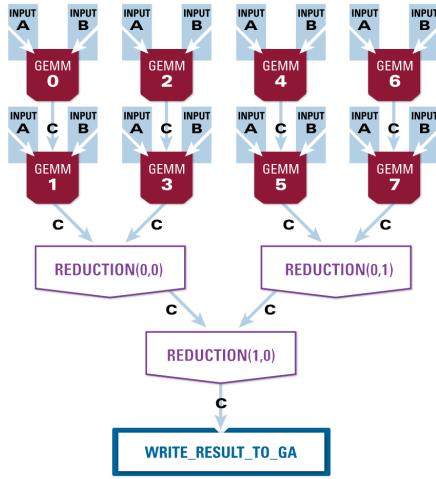 INPUT A INPUT B INPUT A INPUT B INPUT A INPUT B INPUT A INPUT B
GEMM 0 GEMM 2 GEMM 4 GEMM 6
C C C C
INPUT A INPUT B INPUT A INPUT B INPUT A INPUT B INPUT A INPUT B
GEMM 1 GEMM 3 GEMM 5 GEMM 7
C C C C
REDUCTION(0,0) REDUCTION(0,1)
C C
REDUCTION(1,0)
C
WRITE_RESULT_TO_GA